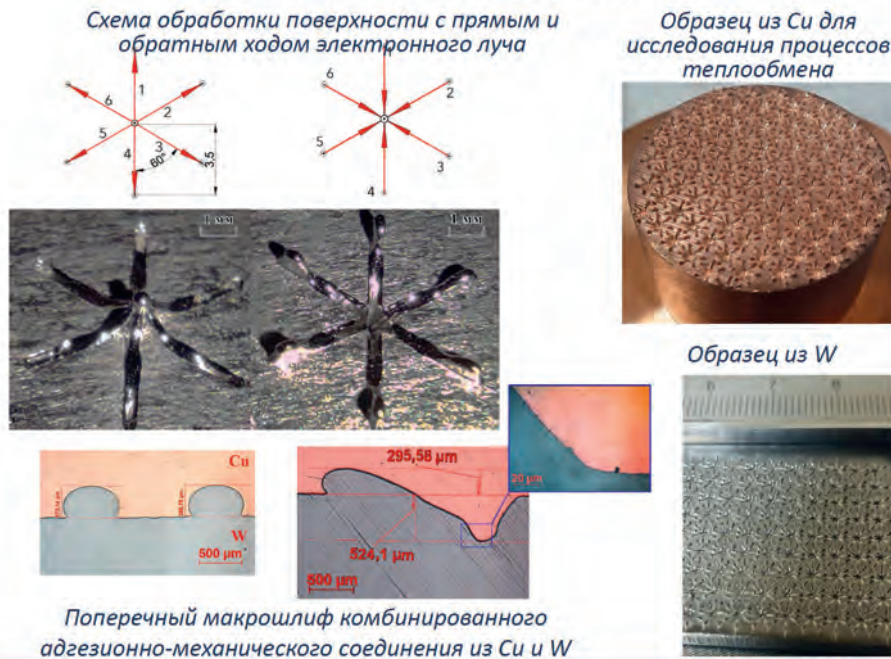 Схема обработки поверхности с прямым и
обратным ходом электронного луча
1
2
3
4
5
6
60°
3,5
2
3
4
5
6
1 мм
1 мм
Образец из Cu для
исследования процессов
теплообмена
Образец из W
6
7
8
Cu
W
500 µm
295,58 µm
524,1 µm
500 µm
20 µm
Поперечный макрошлиф комбинированного
адгезионно-механического соединения из Cu и W